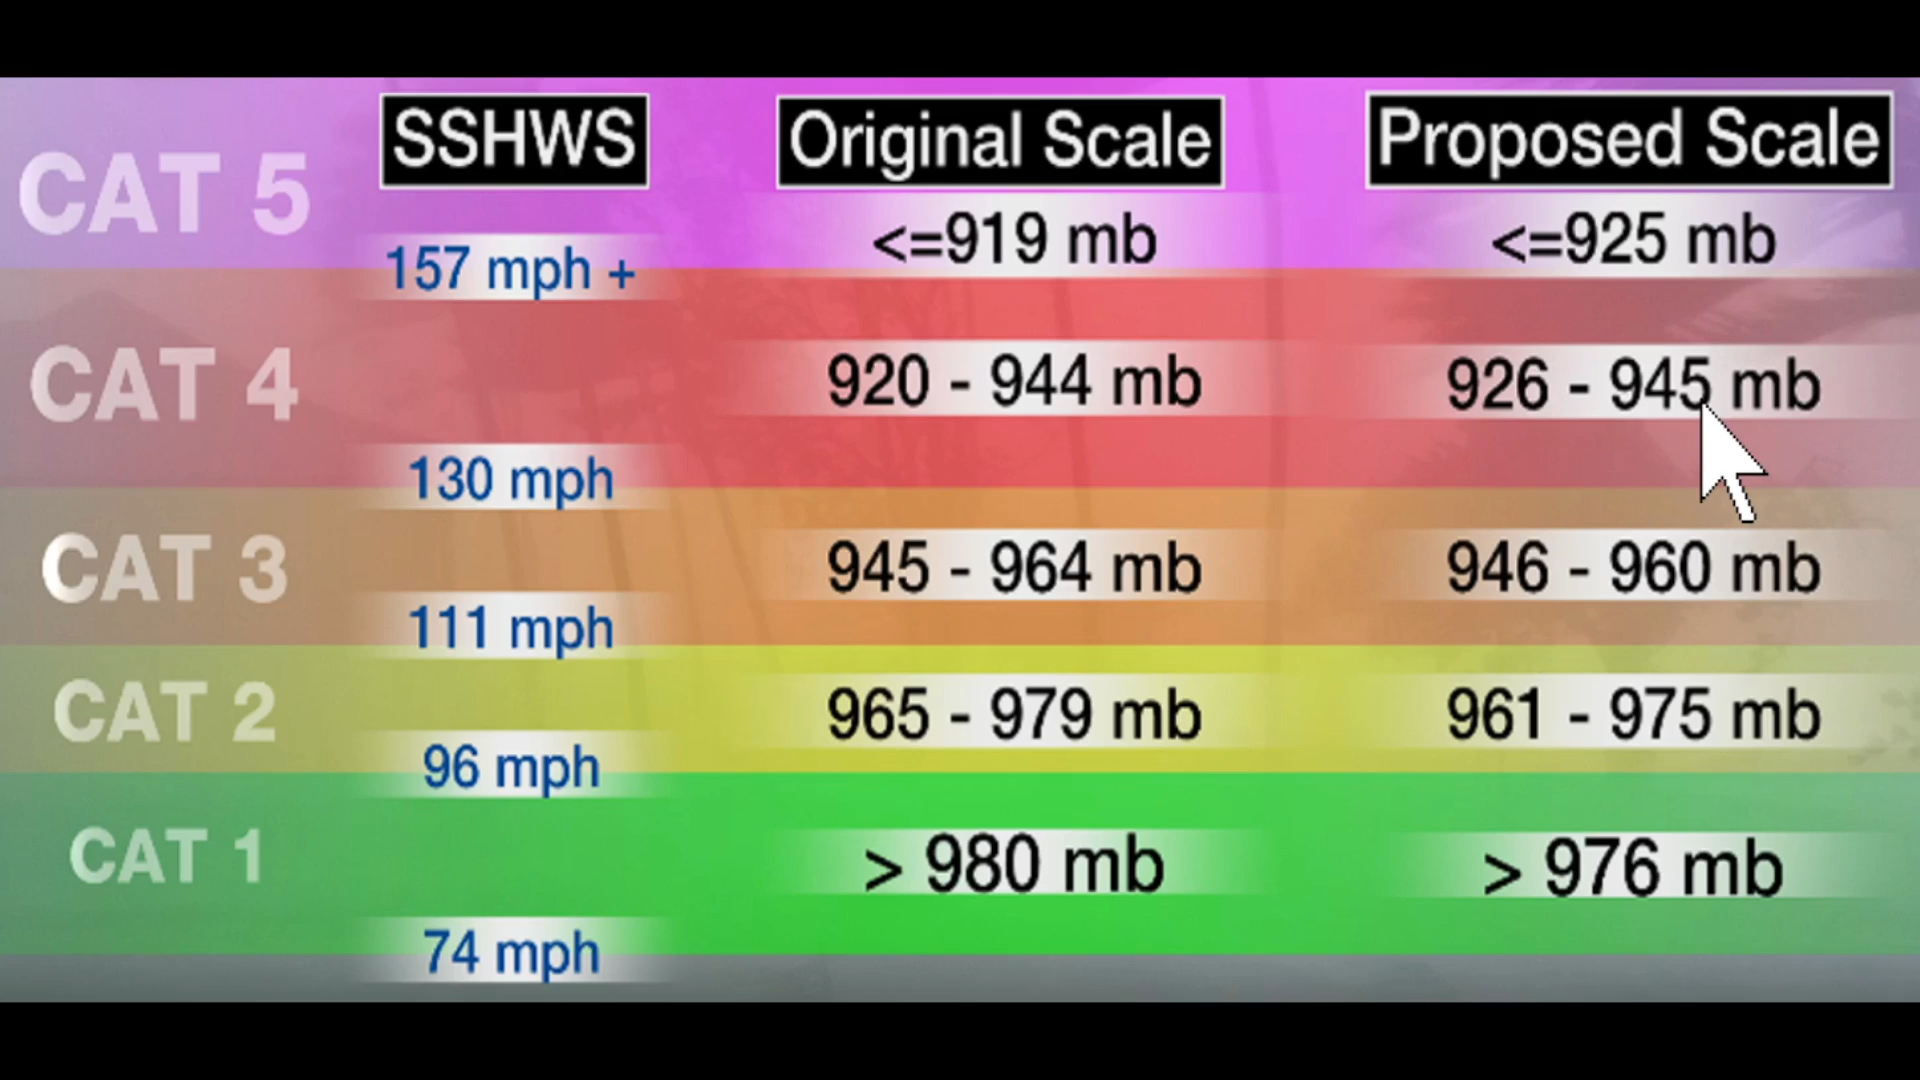 SSHWS Original Scale Proposed Scale
CAT 5 <=919 mb <=925 mb
157 mph +
CAT 4 920 - 944 mb 926 - 945 mb
130 mph
CAT 3 945 - 964 mb 946 - 960 mb
111 mph
CAT 2 965 - 979 mb 961 - 975 mb
96 mph
CAT 1 > 980 mb > 976 mb
74 mph